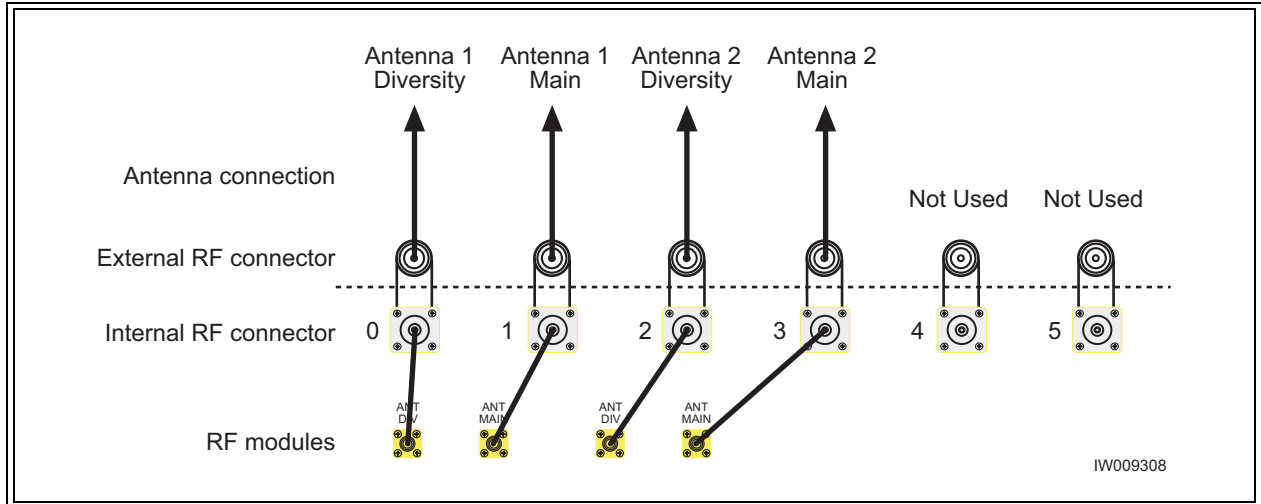 Antenna 1 Diversity
Antenna 1 Main
Antenna 2 Diversity
Antenna 2 Main
Antenna connection
Not Used
Not Used
External RF connector
Internal RF connector
0
1
2
3
4
5
ANT DIV
ANT MAIN
ANT DIV
ANT MAIN
RF modules
IW009308